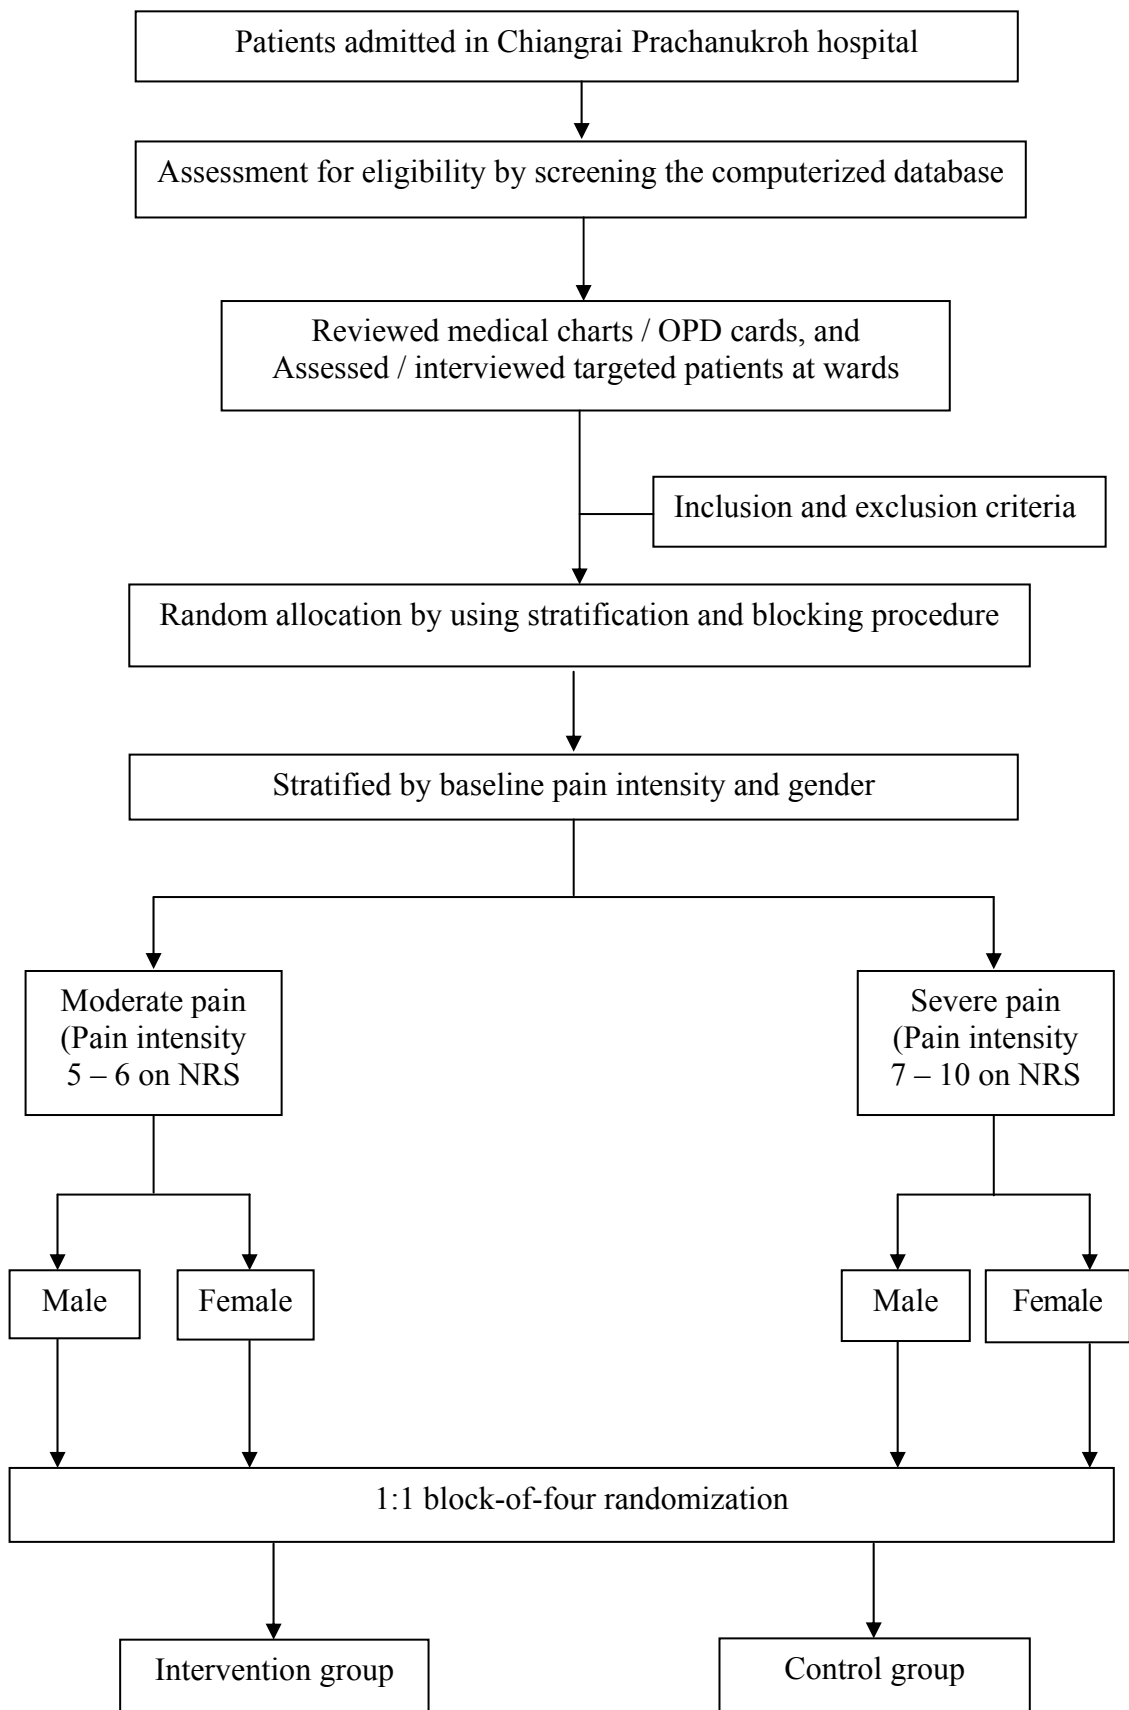 Patients admitted in Chiangrai Prachanukroh hospital
Assessment for eligibility by screening the computerized database
Reviewed medical charts / OPD cards, and
Assessed / interviewed targeted patients at wards
Inclusion and exclusion criteria
Random allocation by using stratification and blocking procedure
Stratified by baseline pain intensity and gender
Moderate pain
(Pain intensity
5 – 6 on NRS
Severe pain
(Pain intensity
7 – 10 on NRS
Male
Female
Male
Female
1:1 block-of-four randomization
Intervention group
Control group